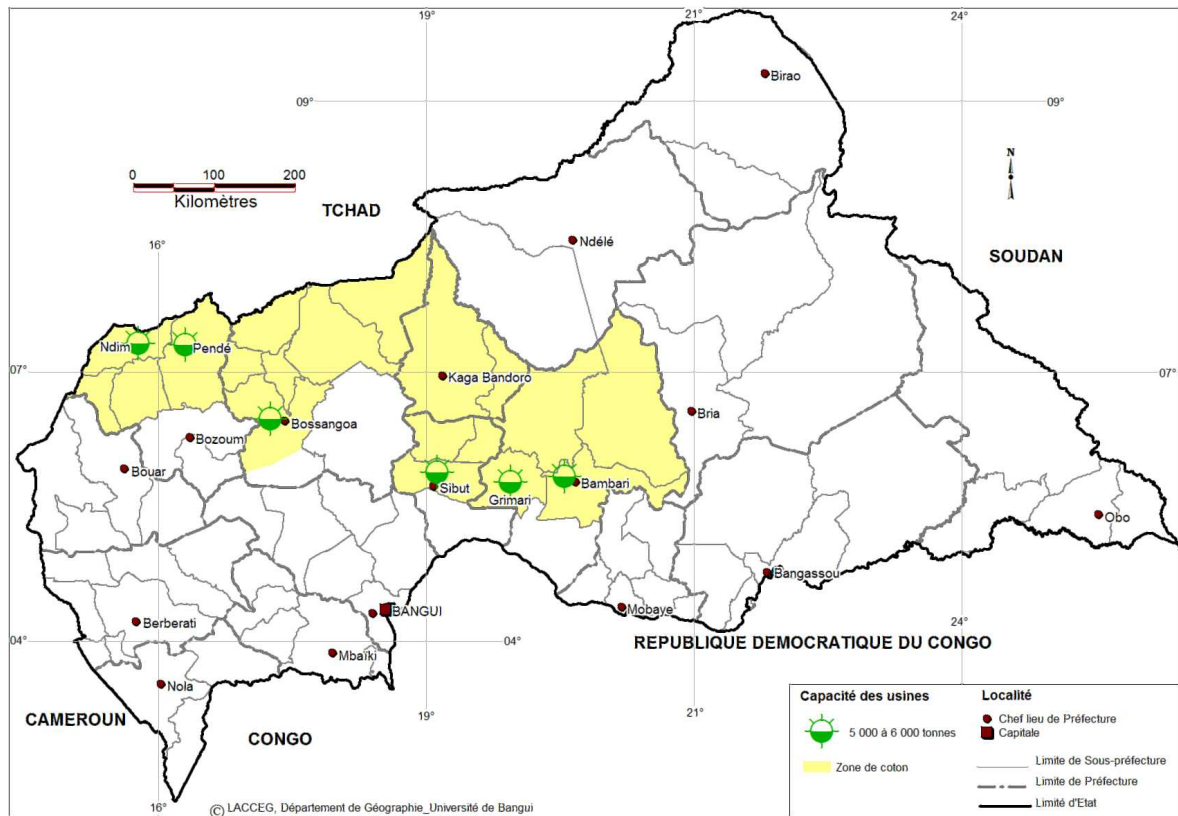 19°
21°
24°
Birao
09°
09°
N
0 100 200
Kilomètres
TCHAD
16°
Ndélé
SOUDAN
Ndim
Pendé
07°
Kaga Bandoro
07°
Bria
Bossangoa
Bozoum
Bouar
Sibut
Grimari
Bambari
Obo
Bangassou
BANGUI
Mobaye
Berberati
24°
04°
04°
REPUBLIQUE DEMOCRATIQUE DU CONGO
Mbaïki
Nola
CAMEROUN
19°
21°
CONGO
16°
© LACCEG, Département de Géographie_Université de Bangui
Capacité des usines
5 000 à 6 000 tonnes
Zone de coton
Localité
Chef lieu de Préfecture
Capitale
Limite de Sous-préfecture
Limite de Préfecture
Limité d'Etat